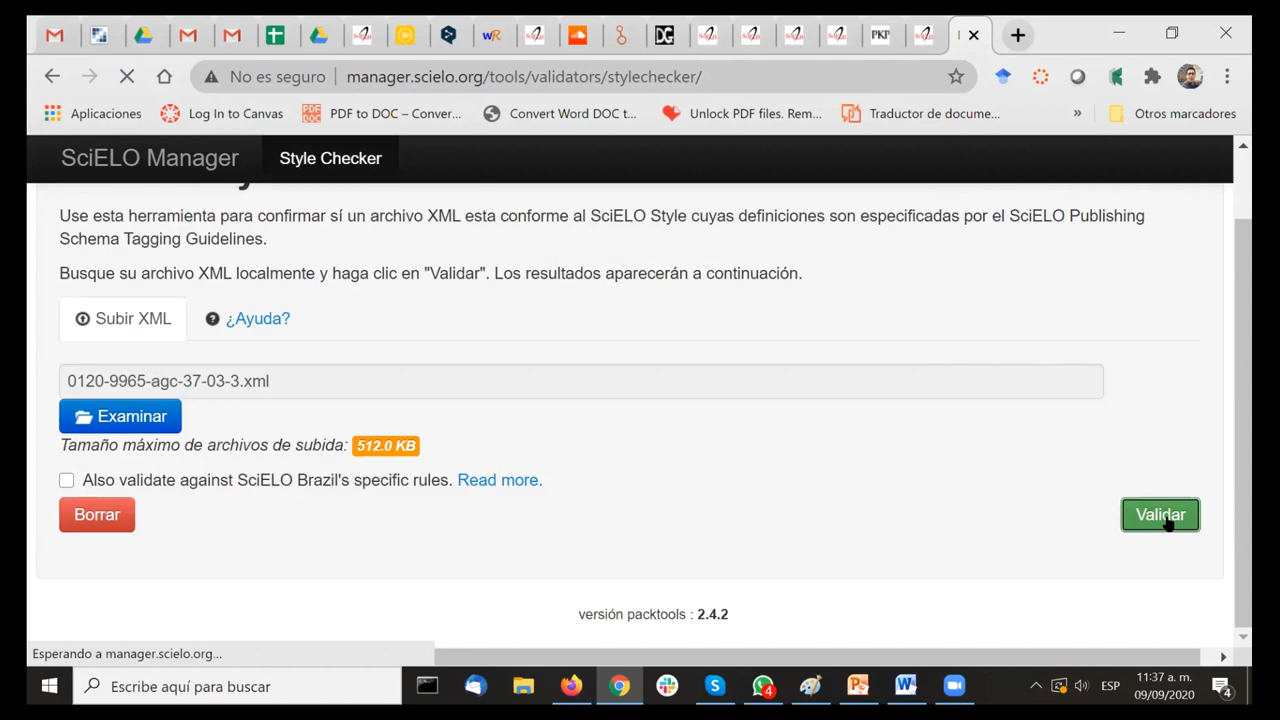 No es seguro manager.scielo.org/tools/validators/stylechecker/
Aplicaciones Log In to Canvas PDF to DOC – Conver... Convert Word DOC t... Unlock PDF files. Rem... Traductor de docume... » Otros marcadores
SciELO Manager Style Checker
Use esta herramienta para confirmar sí un archivo XML esta conforme al SciELO Style cuyas definiciones son especificadas por el SciELO Publishing
Schema Tagging Guidelines.
Busque su archivo XML localmente y haga clic en "Validar". Los resultados aparecerán a continuación.
Subir XML ¿Ayuda?
0120-9965-agc-37-03-3.xml
Examinar
Tamaño máximo de archivos de subida: 512.0 KB
Also validate against SciELO Brazil's specific rules. Read more.
Borrar Validar
versión packtools : 2.4.2
Esperando a manager.scielo.org...
Escribe aquí para buscar
ESP
11:37 a. m.
09/09/2020
4
4
PKP